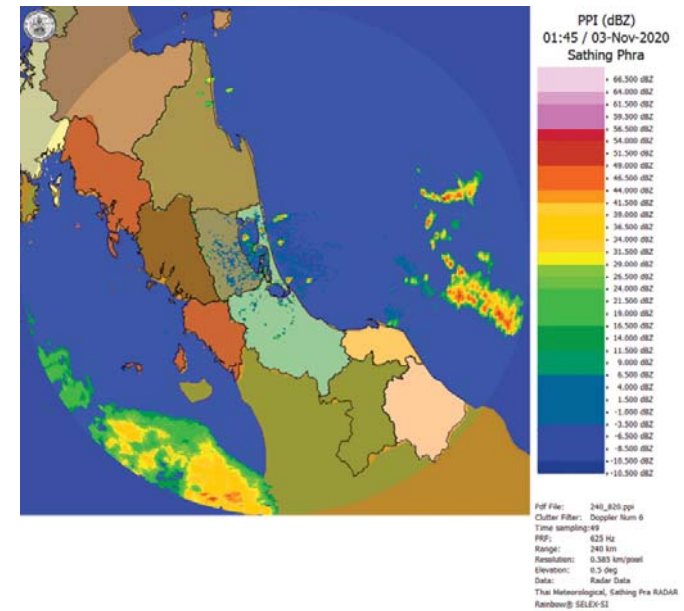 PPI (dBZ)
01:45 / 03-Nov-2020
Sathing Phra
66.500 dBZ
64.000 dBZ
61.500 dBZ
59.500 dBZ
56.500 dBZ
54.000 dBZ
51.500 dBZ
49.000 dBZ
46.500 dBZ
44.000 dBZ
41.500 dBZ
39.000 dBZ
36.500 dBZ
34.000 dBZ
31.500 dBZ
29.000 dBZ
26.500 dBZ
24.000 dBZ
21.500 dBZ
16.500 dBZ
14.000 dBZ
11.500 dBZ
9.000 dBZ
6.500 dBZ
4.000 dBZ
1.500 dBZ
-1.000 dBZ
-3.500 dBZ
-8.500 dBZ
-10.500 dBZ
-10.500 dBZ
Pdf File: 240_820.ppi
Clutter Filter: Doppler Num 6
Time sampling:49
PRF: 625 Hz
Range: 240 km
Resolution: 0.585 km/pixel
Elevation: 0.5 deg
Data: Radar Data
Thai Meteorological, Sathing Pra RADAR
Rainbow® SELEX-SI